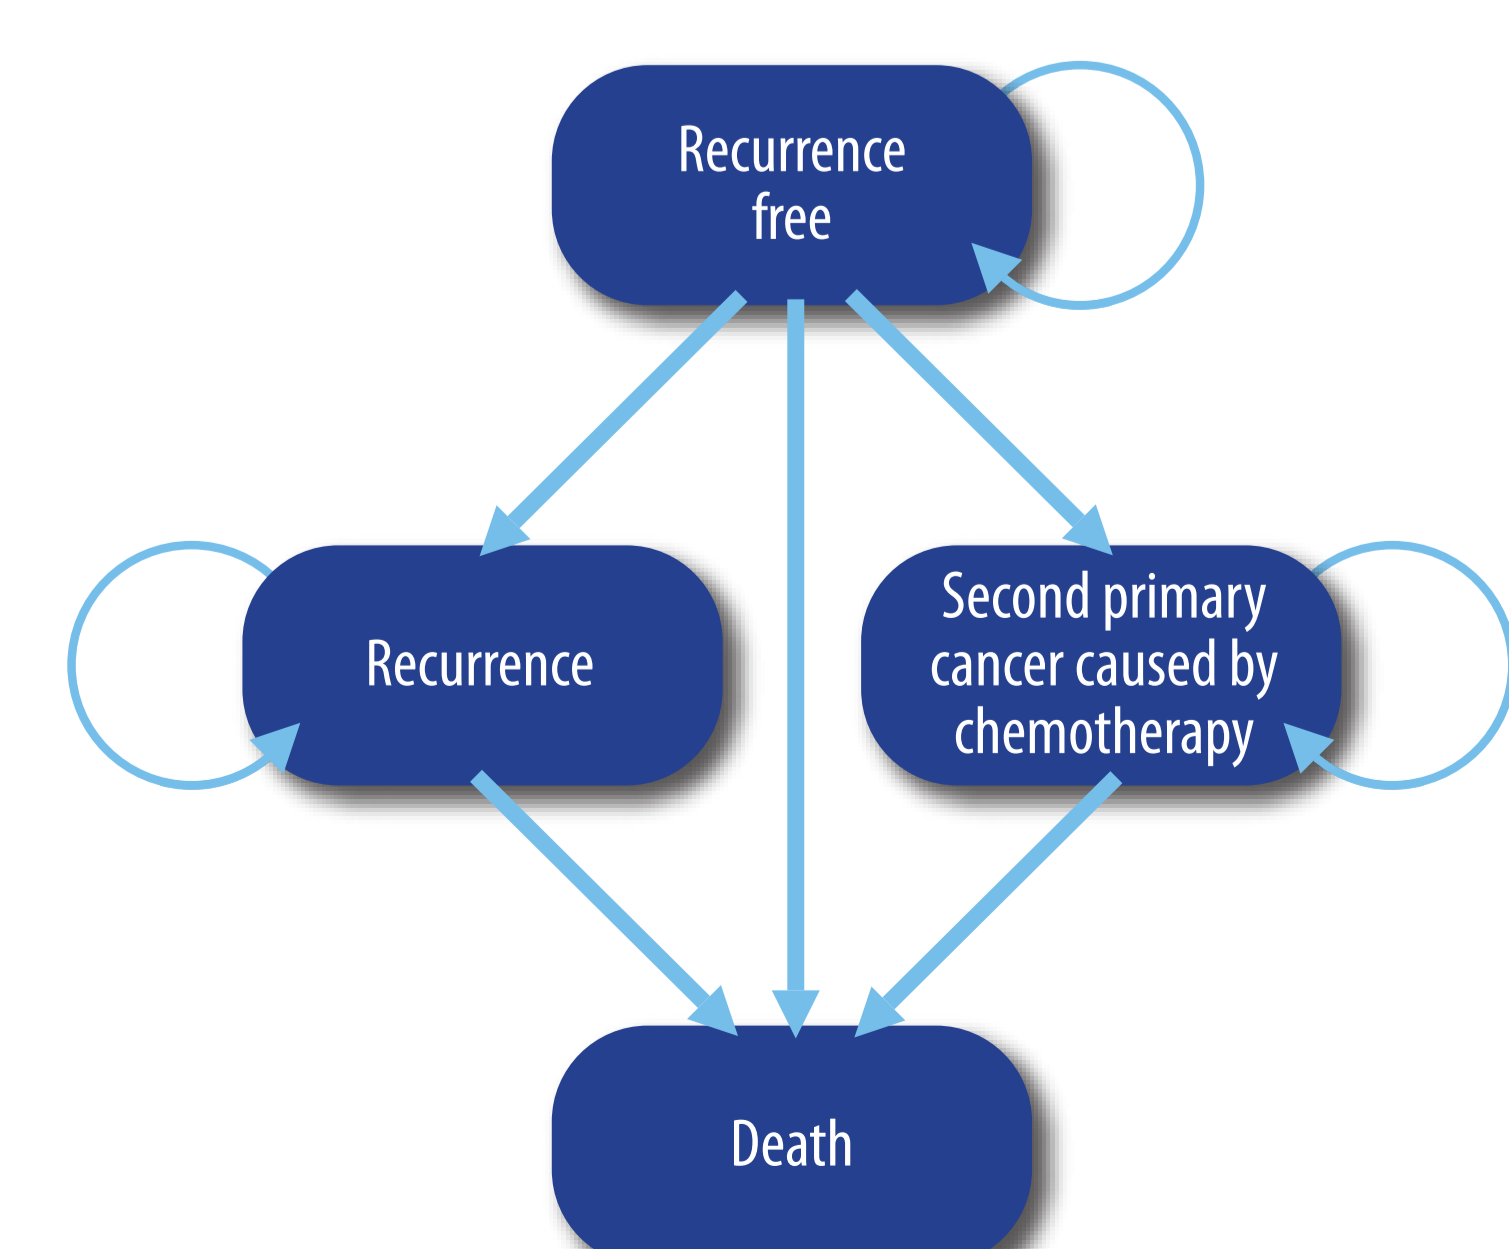 Recurrence
free
Recurrence
Second primary
cancer caused by
chemotherapy
Death